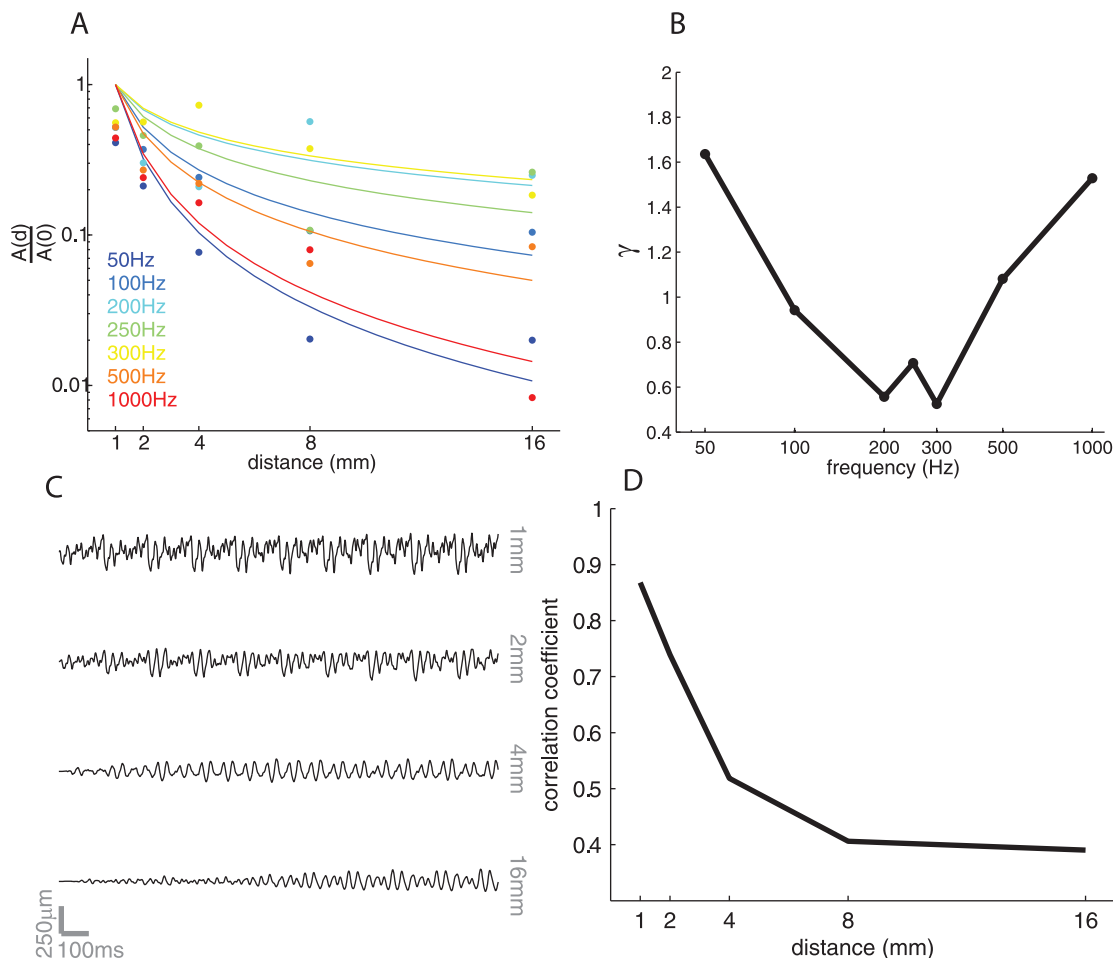 A
1
0.1
0.01
A(d)
A(0)
50Hz
100Hz
200Hz
250Hz
300Hz
500Hz
1000Hz
1 2 4 8 16
distance (mm)
B
2
1.8
1.6
1.4
1.2
1
0.8
0.6
0.4
γ
50 100 200 300 500 1000
frequency (Hz)
C
1mm
2mm
4mm
16mm
250μm
100ms
D
1
0.9
0.8
0.7
0.6
0.5
0.4
correlation coefficient
1 2 4 8 16
distance (mm)